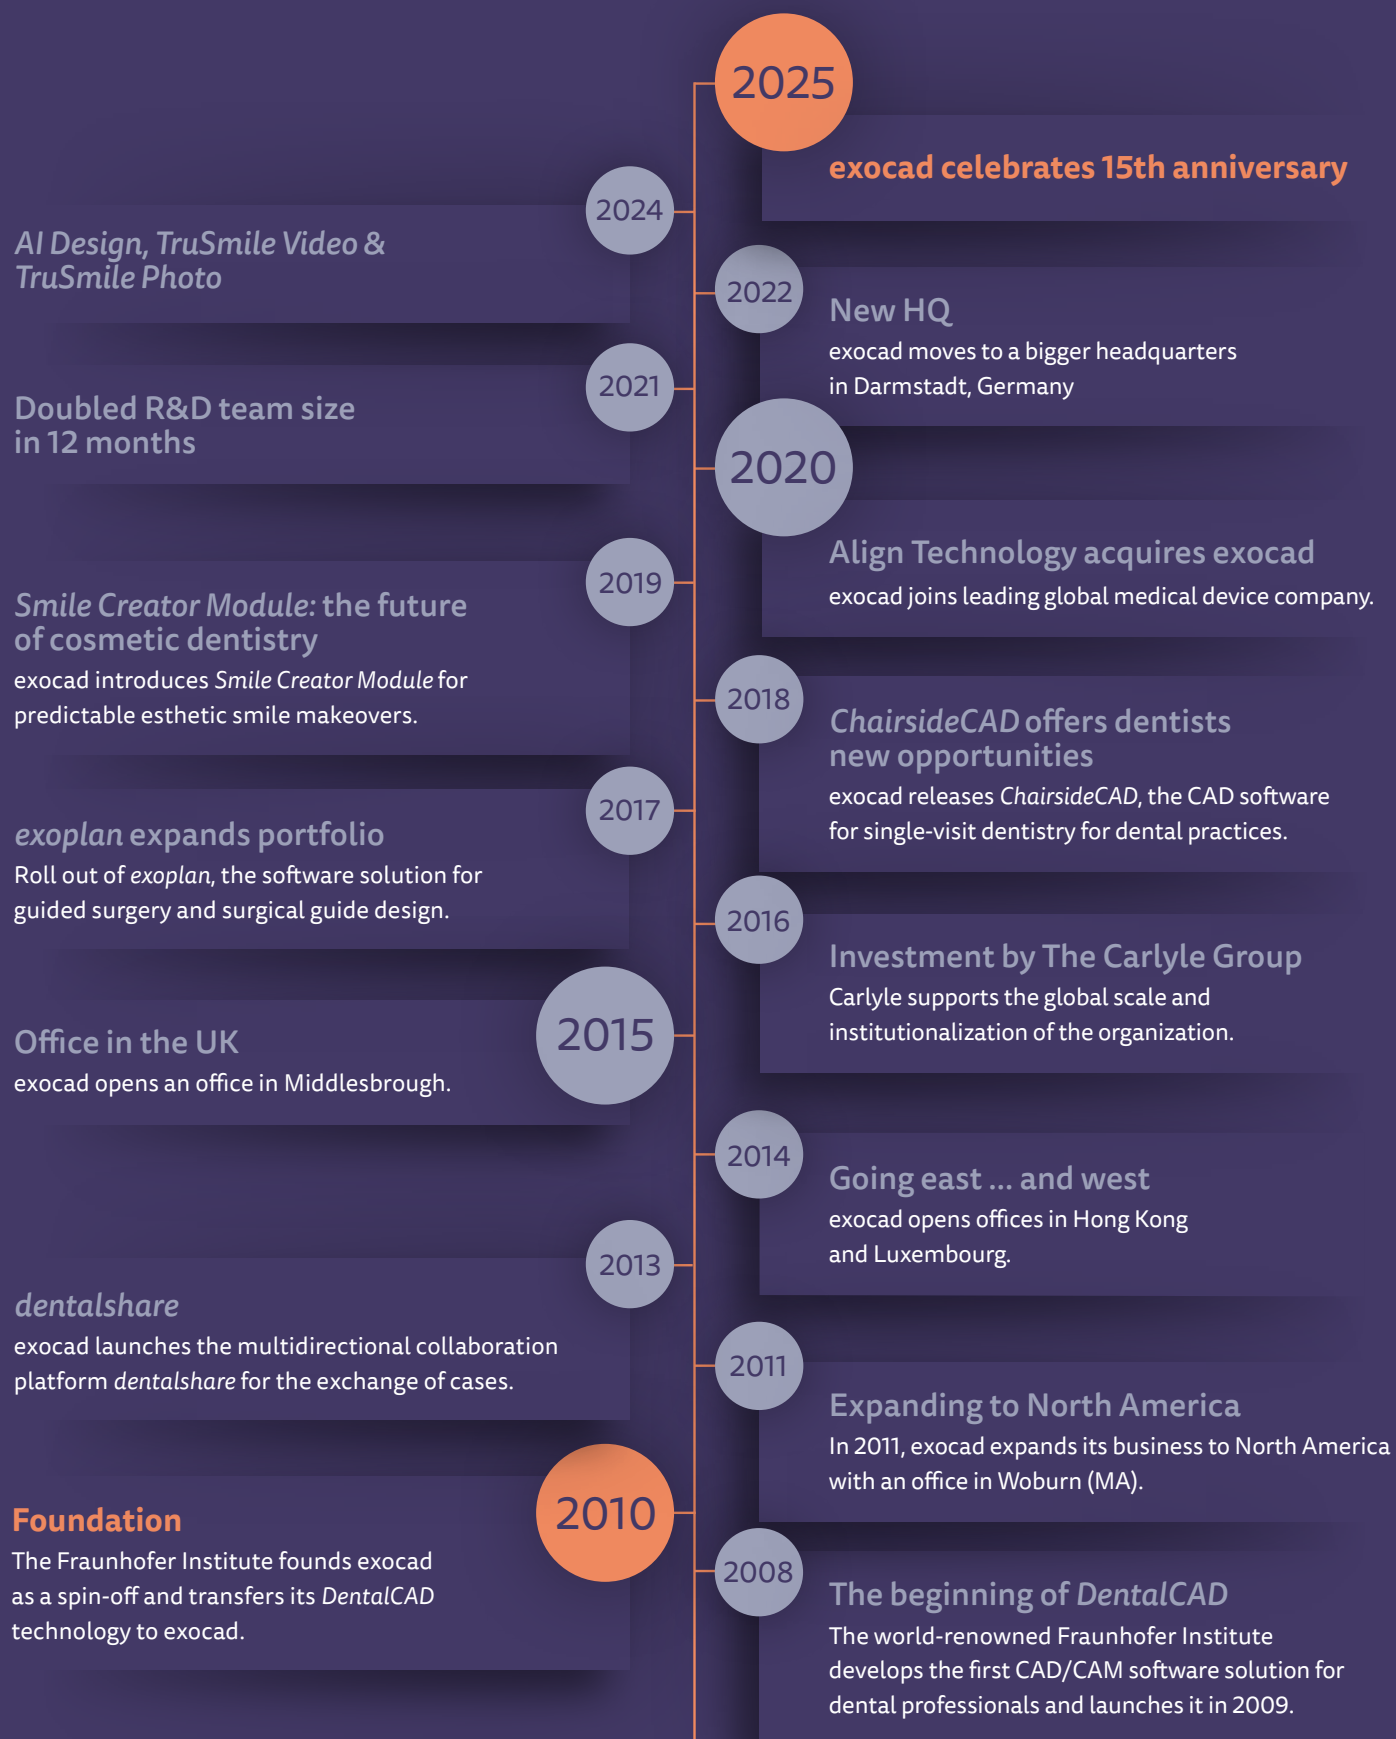 2025
exocad celebrates 15th anniversary
2024
AI Design, TruSmile Video &
TruSmile Photo
2022
New HQ
exocad moves to a bigger headquarters
in Darmstadt, Germany
2021
Doubled R&D team size
in 12 months
2020
Align Technology acquires exocad
exocad joins leading global medical device company.
2019
Smile Creator Module: the future
of cosmetic dentistry
exocad introduces Smile Creator Module for
predictable esthetic smile makeovers.
2018
ChairsideCAD offers dentists
new opportunities
exocad releases ChairsideCAD, the CAD software
for single-visit dentistry for dental practices.
2017
exoplan expands portfolio
Roll out of exoplan, the software solution for
guided surgery and surgical guide design.
2016
Investment by The Carlyle Group
Carlyle supports the global scale and
institutionalization of the organization.
2015
Office in the UK
exocad opens an office in Middlesbrough.
2014
Going east ... and west
exocad opens offices in Hong Kong
and Luxembourg.
2013
dentalshare
exocad launches the multidirectional collaboration
platform dentalshare for the exchange of cases.
2011
Expanding to North America
In 2011, exocad expands its business to North America
with an office in Woburn (MA).
2010
Foundation
The Fraunhofer Institute founds exocad
as a spin-off and transfers its DentalCAD
technology to exocad.
2008
The beginning of DentalCAD
The world-renowned Fraunhofer Institute
develops the first CAD/CAM software solution for
dental professionals and launches it in 2009.